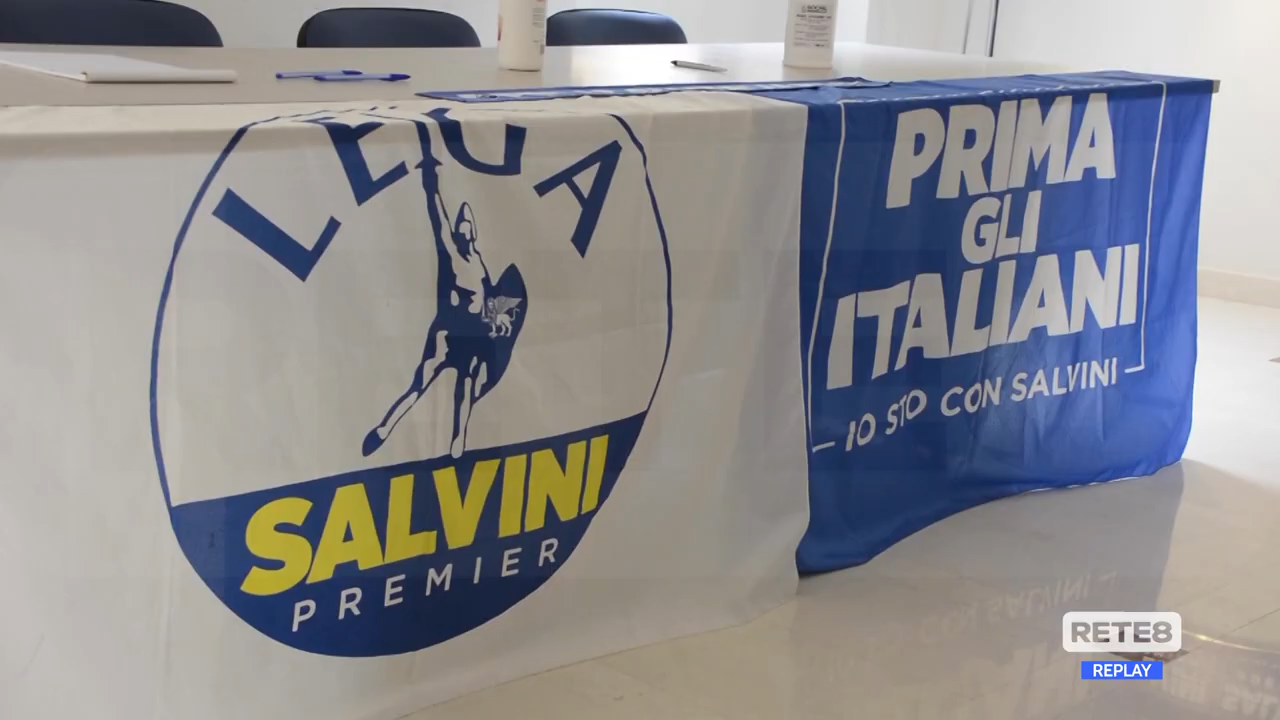 LEGA
SALVINI
PREMIER
PRIMA
GLI
ITALIANI
IO STO CON SALVINI
RETE8
REPLAY